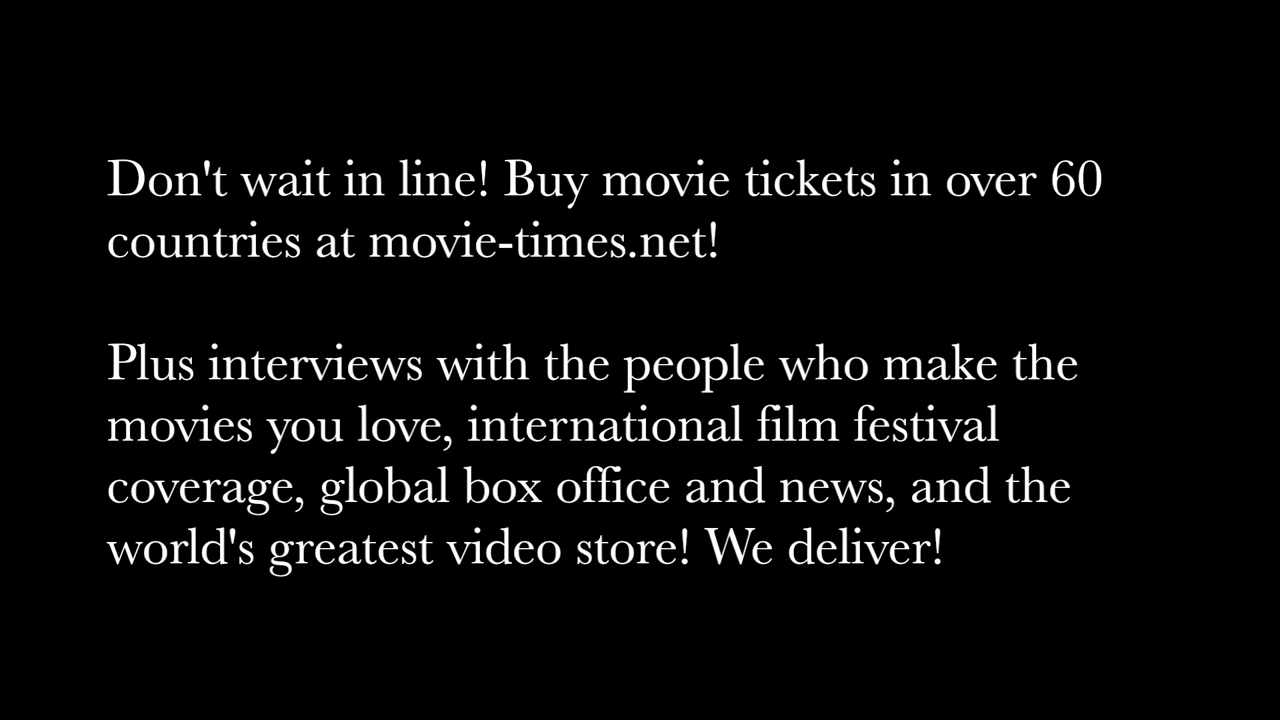 Don't wait in line! Buy movie tickets in over 60
countries at movie-times.net!
Plus interviews with the people who make the
movies you love, international film festival
coverage, global box office and news, and the
world's greatest video store! We deliver!